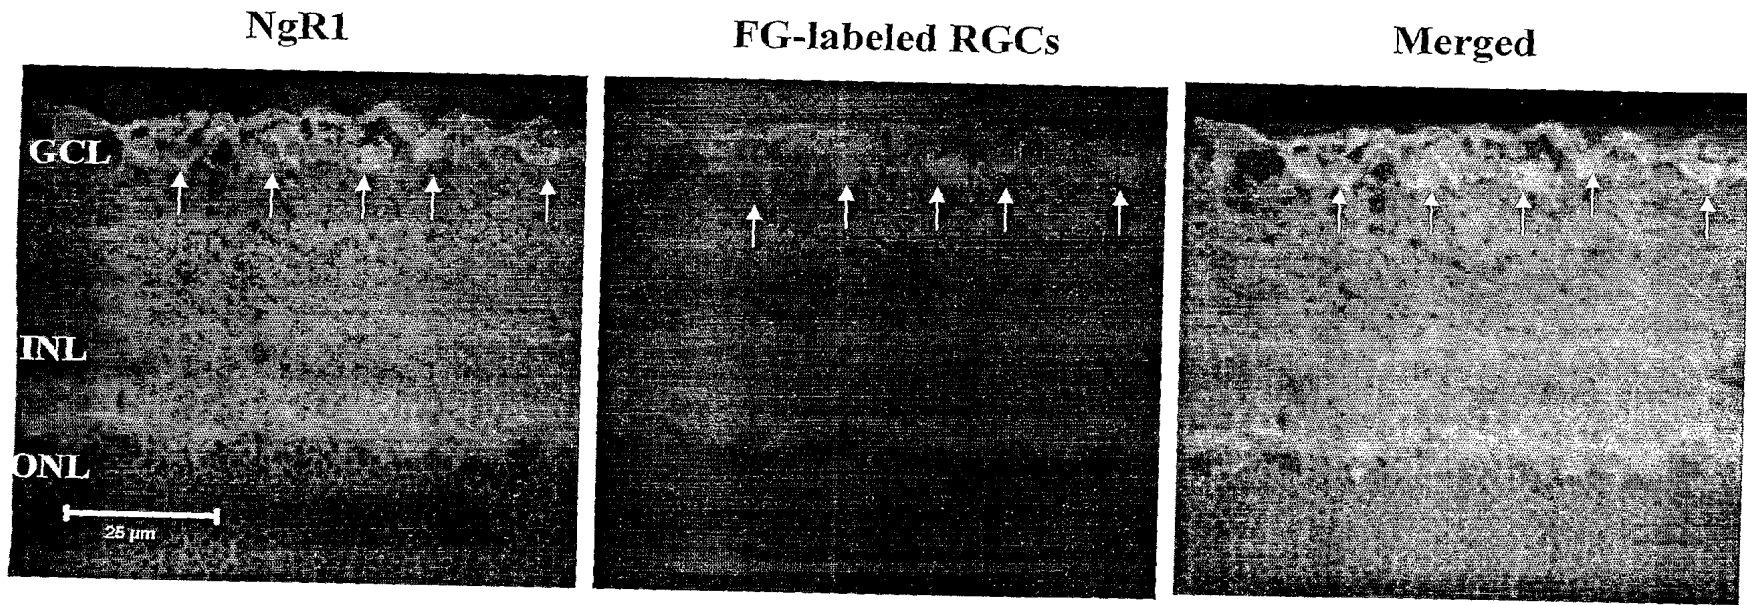 NgR1
FG-labeled RGCs
Merged
GCL
INL
ONL
25 µm